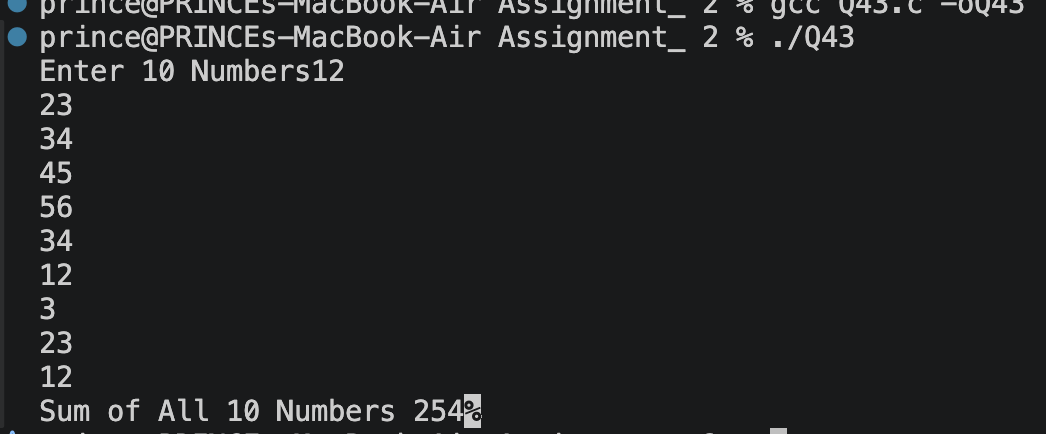 prince@PRINCEs-MacBook-Air Assignment_ 2 % gcc Q43.c -oQ43
prince@PRINCEs-MacBook-Air Assignment_ 2 % ./Q43
Enter 10 Numbers12
23
34
45
56
34
12
3
23
12
Sum of All 10 Numbers 254%